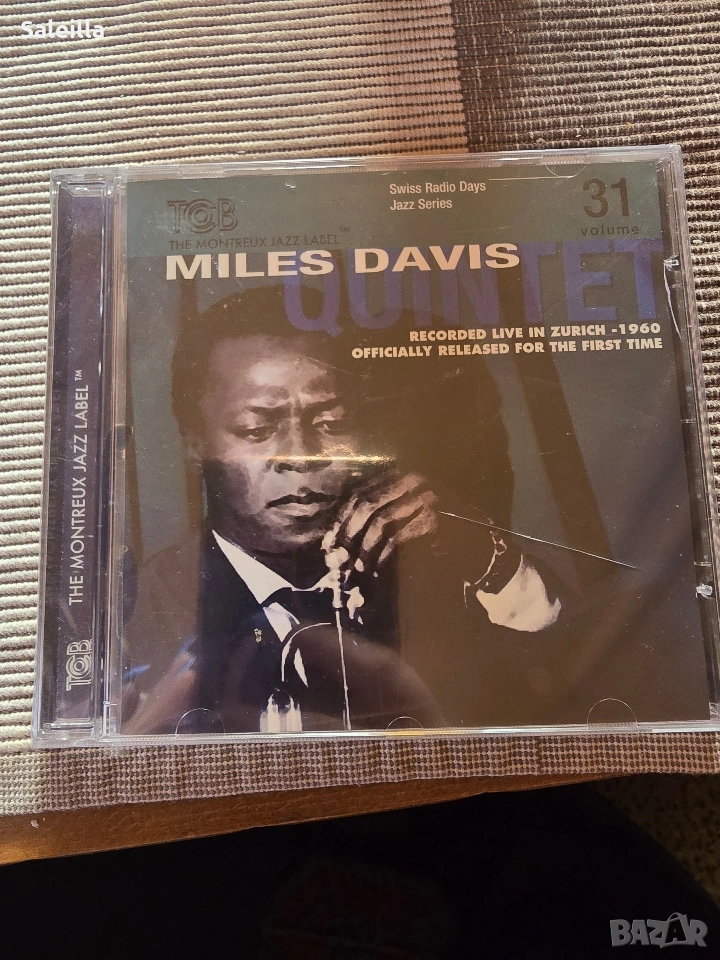 Saleilla
TCB
Swiss Radio Days
Jazz Series
31
volume
THE MONTREUX JAZZ LABEL™
MILES DAVIS
QUINTET
RECORDED LIVE IN ZURICH -1960
OFFICIALLY RELEASED FOR THE FIRST TIME
TCB THE MONTREUX JAZZ LABEL™
BAZAR